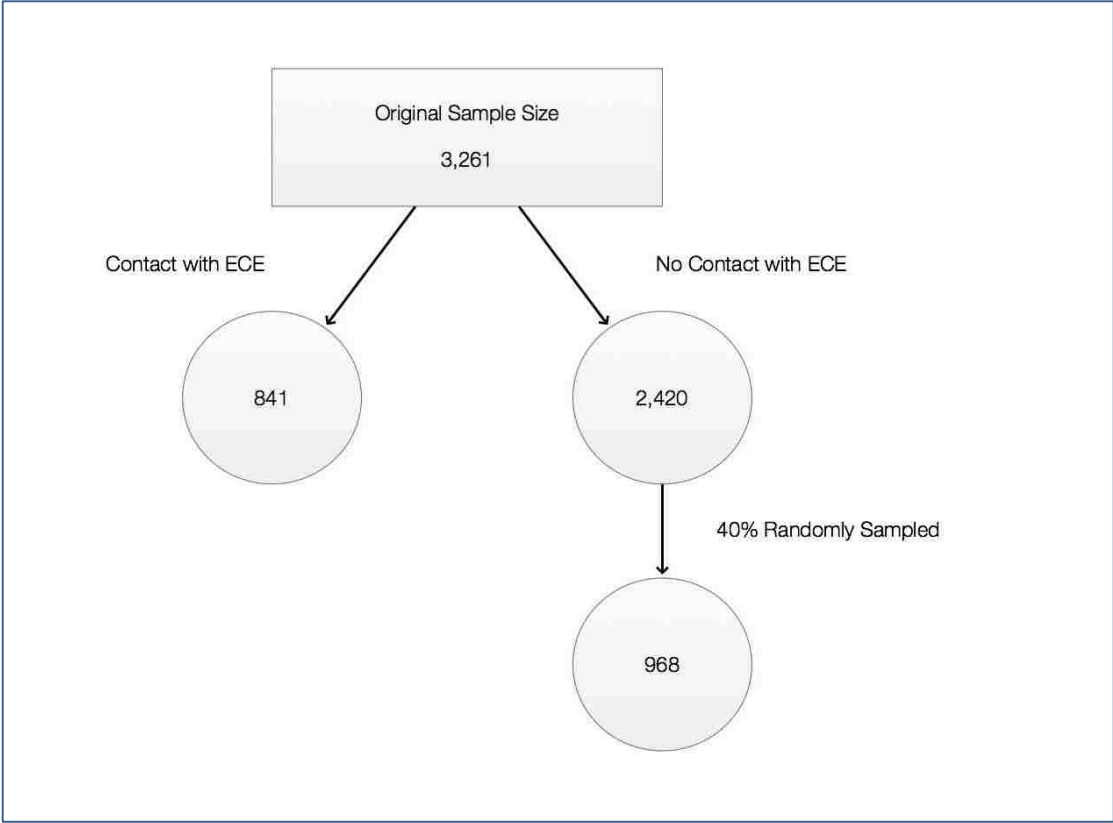 Original Sample Size
3,261
Contact with ECE
No Contact with ECE
841
2,420
40% Randomly Sampled
968